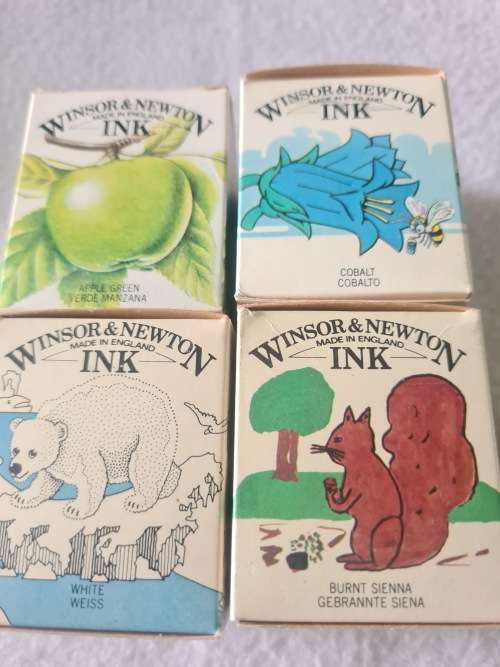 WINSOR & NEWTON
MADE IN ENGLAND
INK
APPLE GREEN
VERDE MANZANA
WINSOR & NEWTON
MADE IN ENGLAND
INK
COBALT
COBALTO
WINSOR & NEWTON
MADE IN ENGLAND
INK
WHITE
WEISS
WINSOR & NEWTON
MADE IN ENGLAND
INK
BURNT SIENNA
GEBRANNTE SIENA